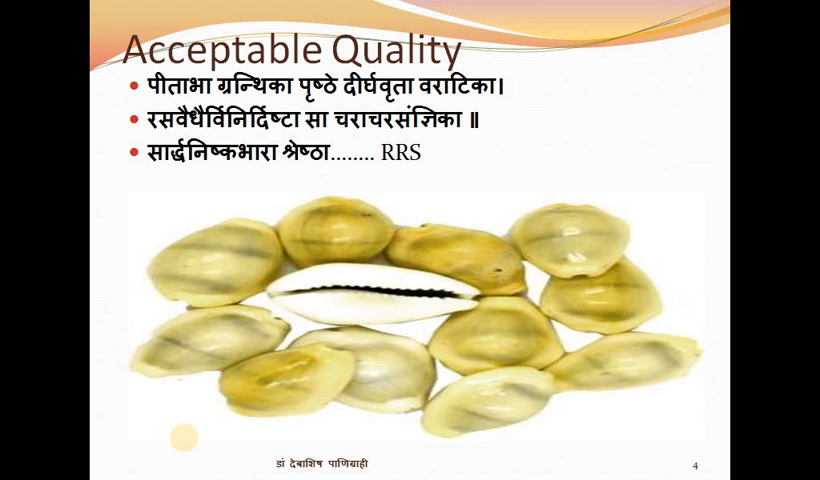 Acceptable Quality
पीताभा ग्रन्थिका पृष्ठे दीर्घवृता वराटिका।
रसवैधैर्विनिर्दिष्टा सा चराचरसंज्ञिका ॥
सार्द्धनिष्कभारा श्रेष्ठा........ RRS
डां देबाशिष पाणिग्राही
4